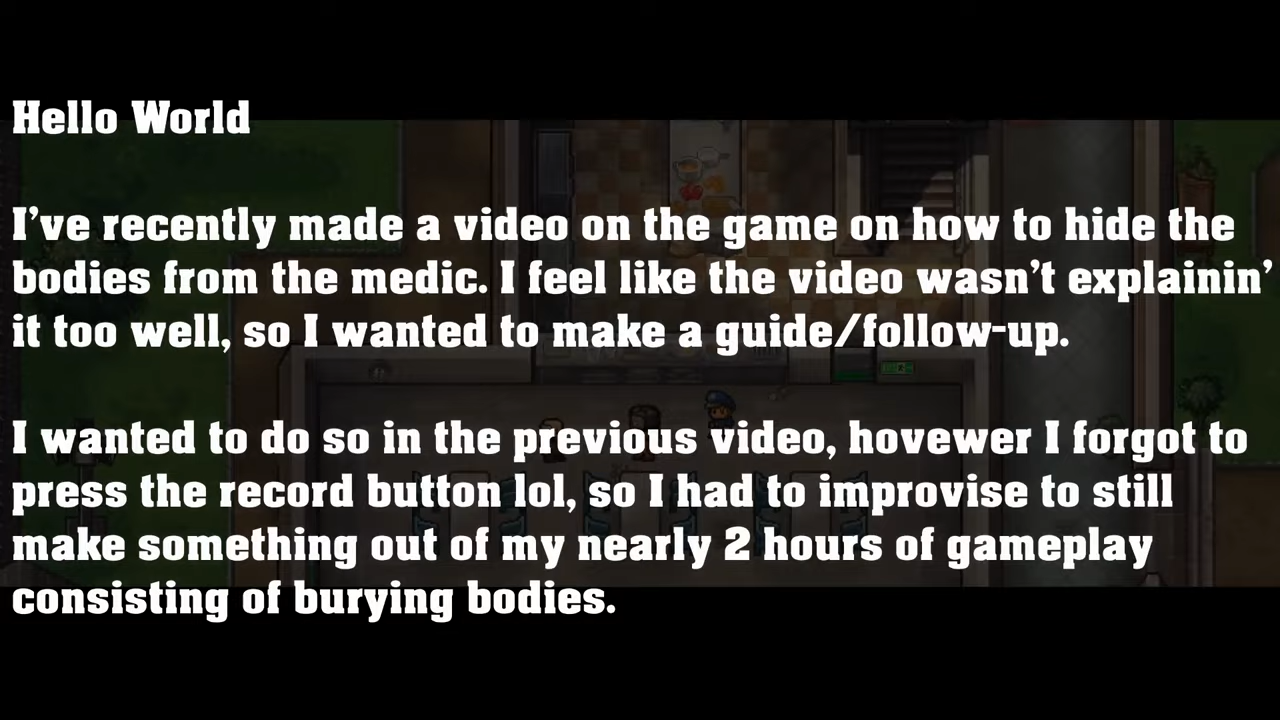 Hello World
I've recently made a video on the game on how to hide the
bodies from the medic. I feel like the video wasn't explainin'
it too well, so I wanted to make a guide/follow-up.
I wanted to do so in the previous video, hovewer I forgot to
press the record button lol, so I had to improvise to still
make something out of my nearly 2 hours of gameplay
consisting of burying bodies.